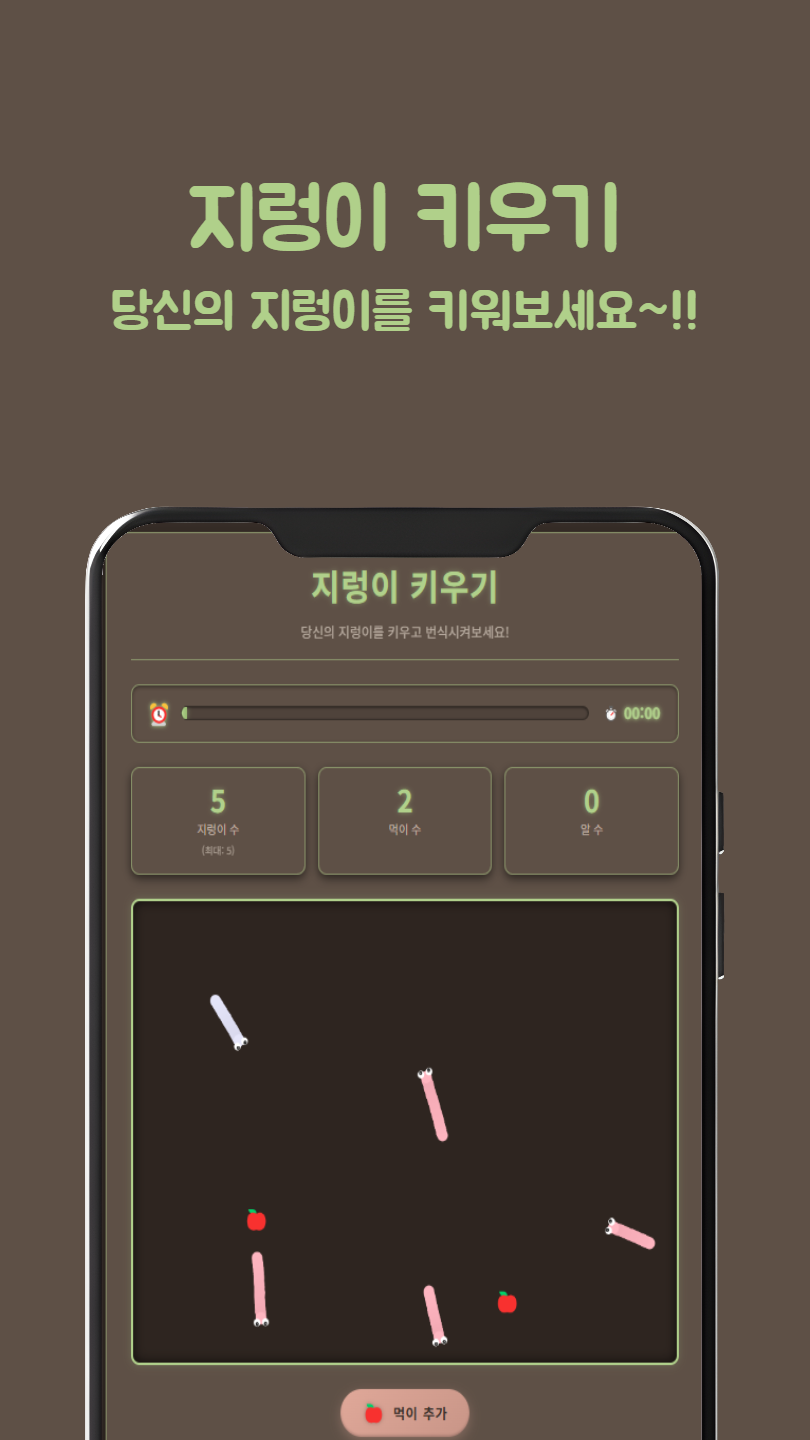 지렁이 키우기
당신의 지렁이를 키워보세요~!!
지렁이 키우기
당신의 지렁이를 키우고 번식시켜보세요!
00:00
5
지렁이 수
(최대: 5)
2
먹이 수
0
알 수
먹이 추가